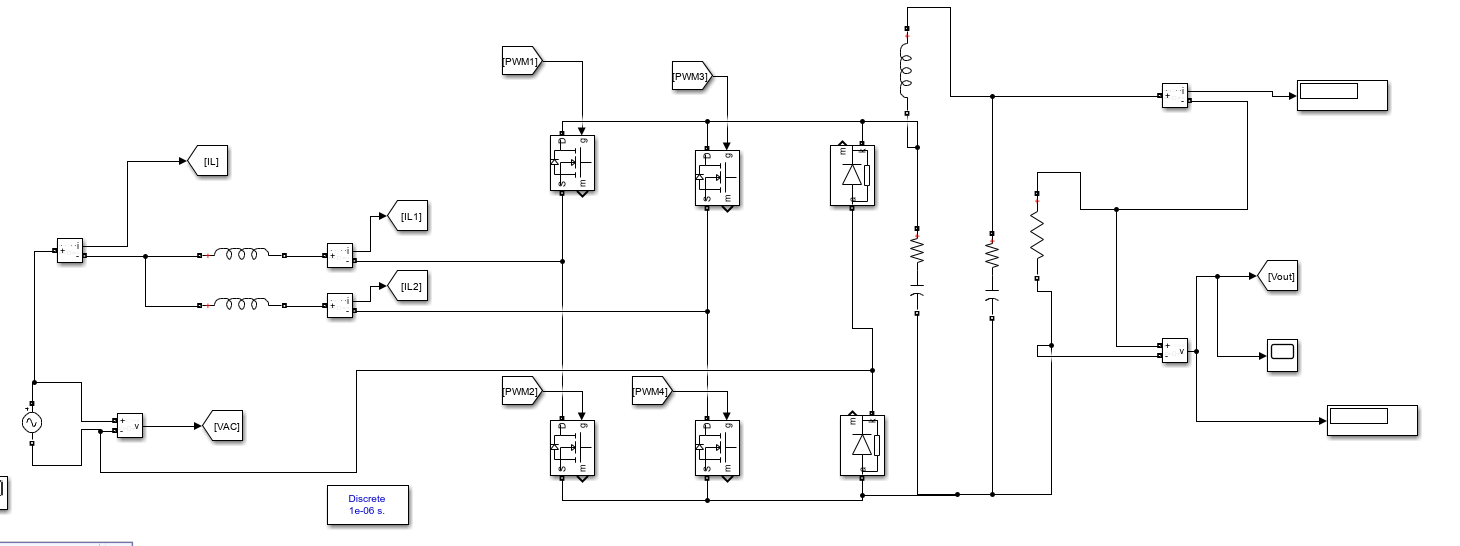 [PWM1]
[PWM3]
i
+
-
[IL]
D
g
S
m
D
g
S
m
m
k
a
[IL1]
i
+
-
i
+
-
[IL2]
i
+
-
[Vout]
+
v
-
[PWM2]
[PWM4]
+
+
v
-
[VAC]
D
g
S
m
D
g
S
m
m
k
a
Discrete
1e-06 s.